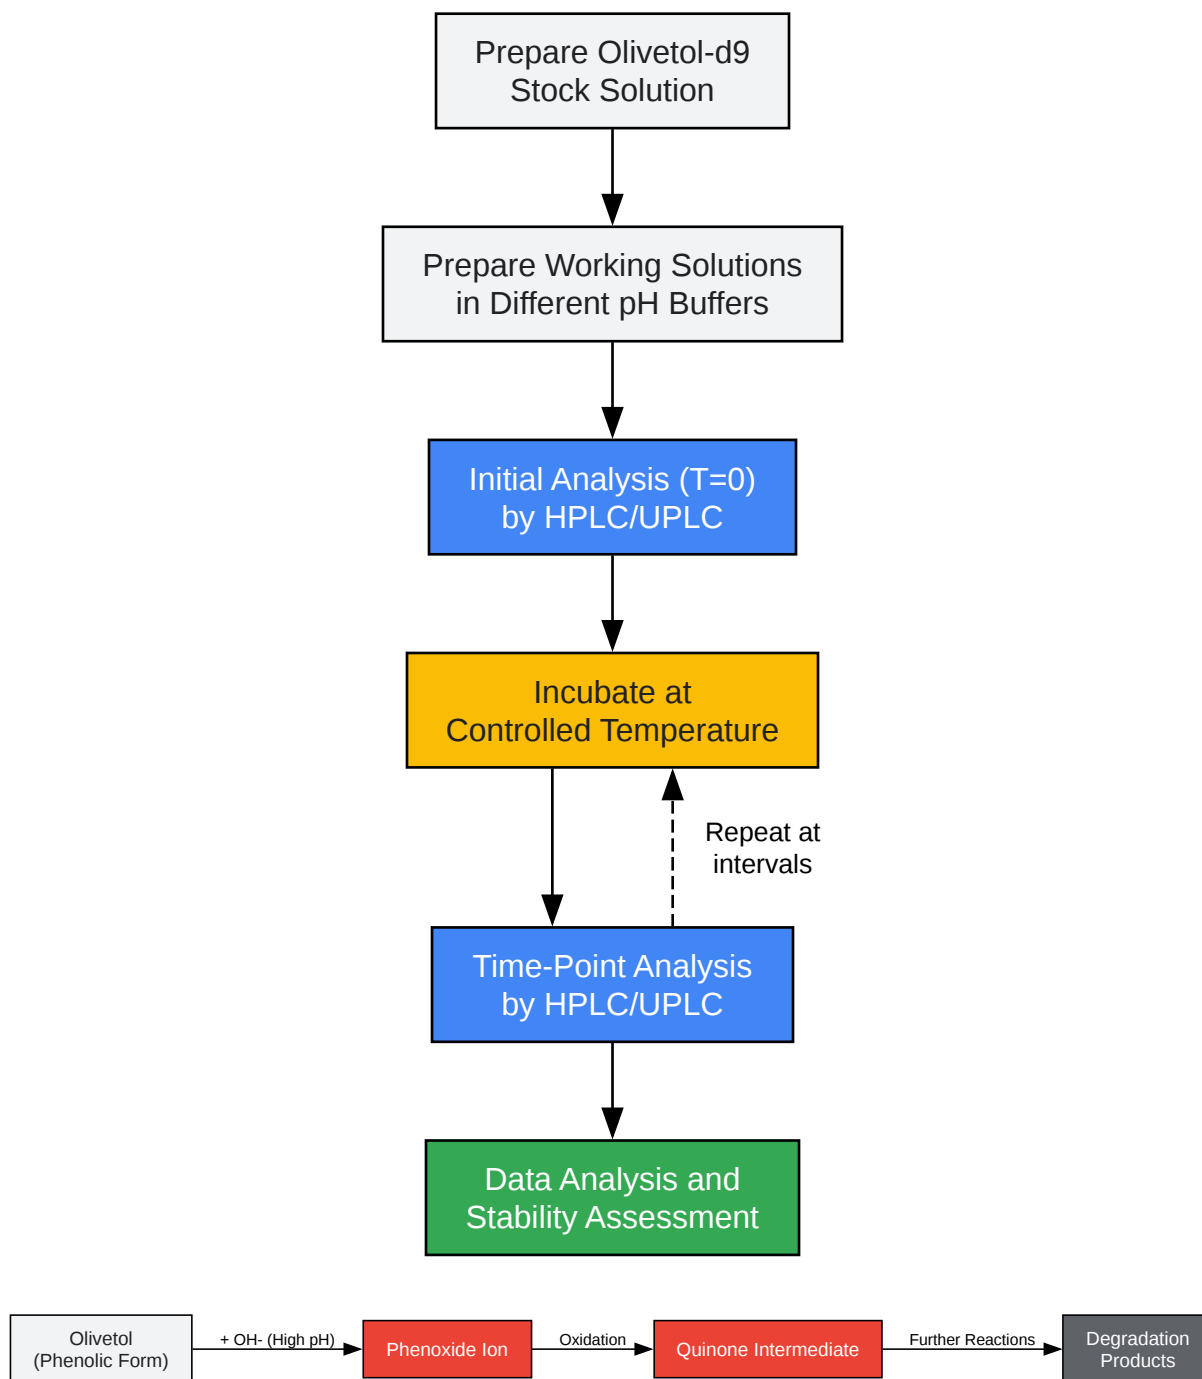 Prepare Olivetol-d9
Stock Solution
Prepare Working Solutions
in Different pH Buffers
Initial Analysis (T=0)
by HPLC/UPLC
Incubate at
Controlled Temperature
Repeat at
intervals
Time-Point Analysis
by HPLC/UPLC
Data Analysis and
Stability Assessment
Olivetol
(Phenolic Form)
+ OH- (High pH)
Phenoxide Ion
Oxidation
Quinone Intermediate
Further Reactions
Degradation
Products